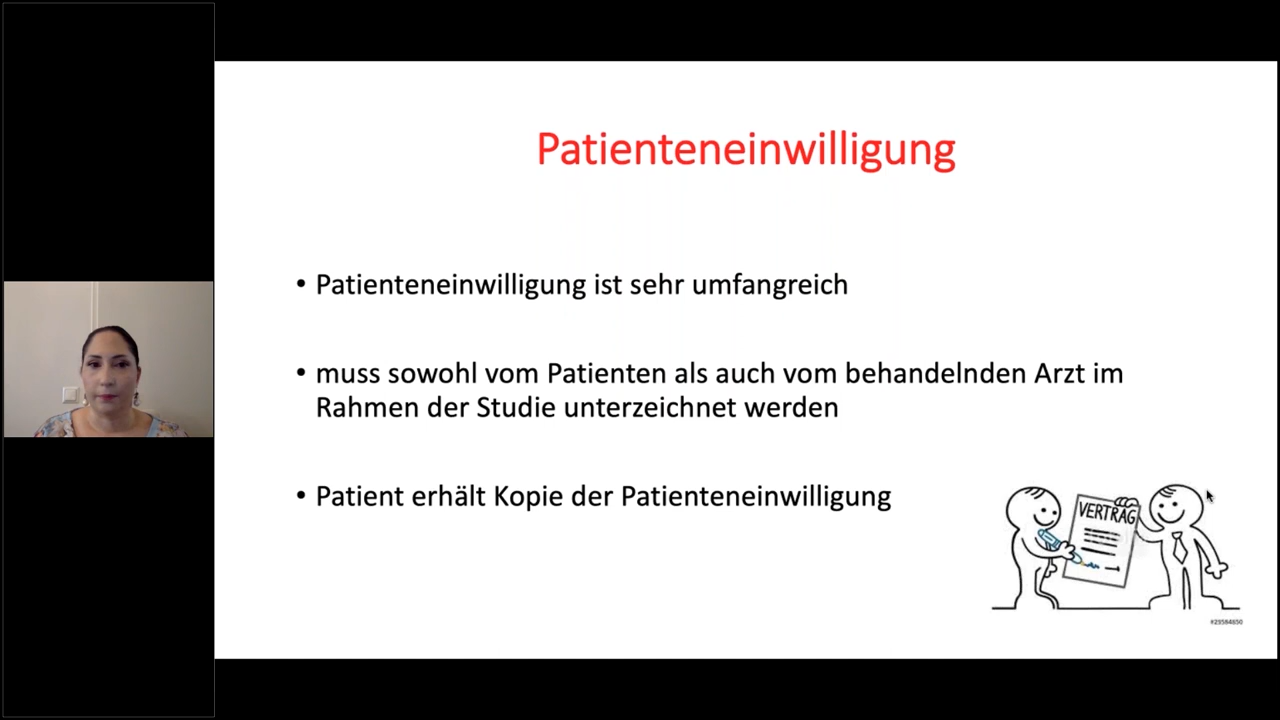 Patienteneinwilligung
• Patienteneinwilligung ist sehr umfangreich
• muss sowohl vom Patienten als auch vom behandelnden Arzt im
Rahmen der Studie unterzeichnet werden
• Patient erhält Kopie der Patienteneinwilligung
VERTRAG